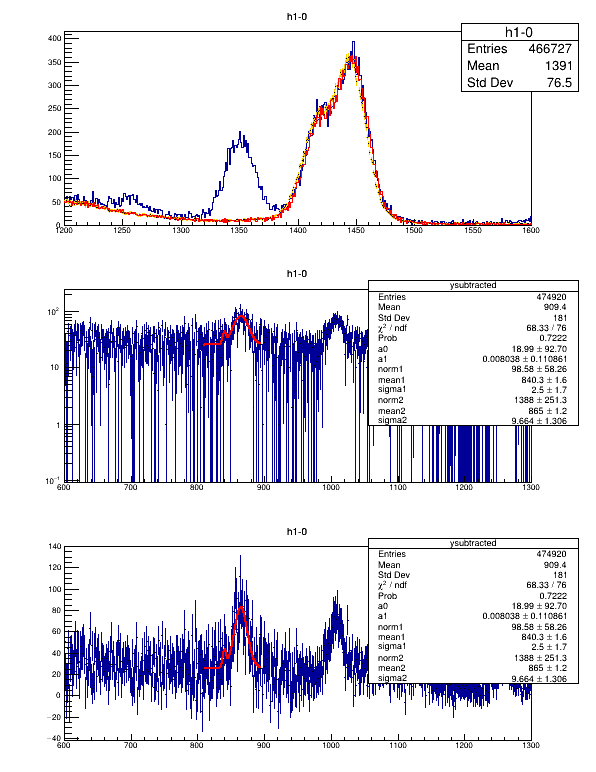 h1-0
h1-0
Entries 466727
Mean 1391
Std Dev 76.5
400
350
300
250
200
150
100
50
1200 1250 1300 1350 1400 1450 1500 1550 1600
h1-0
ysubtracted
Entries 474920
Mean 909.4
Std Dev 181
χ² / ndf 68.33 / 76
Prob 0.7222
a0 18.99 ± 92.70
a1 0.008038 ± 0.110861
norm1 98.58 ± 58.26
mean1 840.3 ± 1.6
sigma1 2.5 ± 1.7
norm2 1388 ± 251.3
mean2 865 ± 1.2
sigma2 9.664 ± 1.306
10²
10
1
10⁻¹
600 700 800 900 1000 1100 1200 1300
h1-0
ysubtracted
Entries 474920
Mean 909.4
Std Dev 181
χ² / ndf 68.33 / 76
Prob 0.7222
a0 18.99 ± 92.70
a1 0.008038 ± 0.110861
norm1 98.58 ± 58.26
mean1 840.3 ± 1.6
sigma1 2.5 ± 1.7
norm2 1388 ± 251.3
mean2 865 ± 1.2
sigma2 9.664 ± 1.306
140
120
100
80
60
40
20
0
−20
−40
600 700 800 900 1000 1100 1200 1300